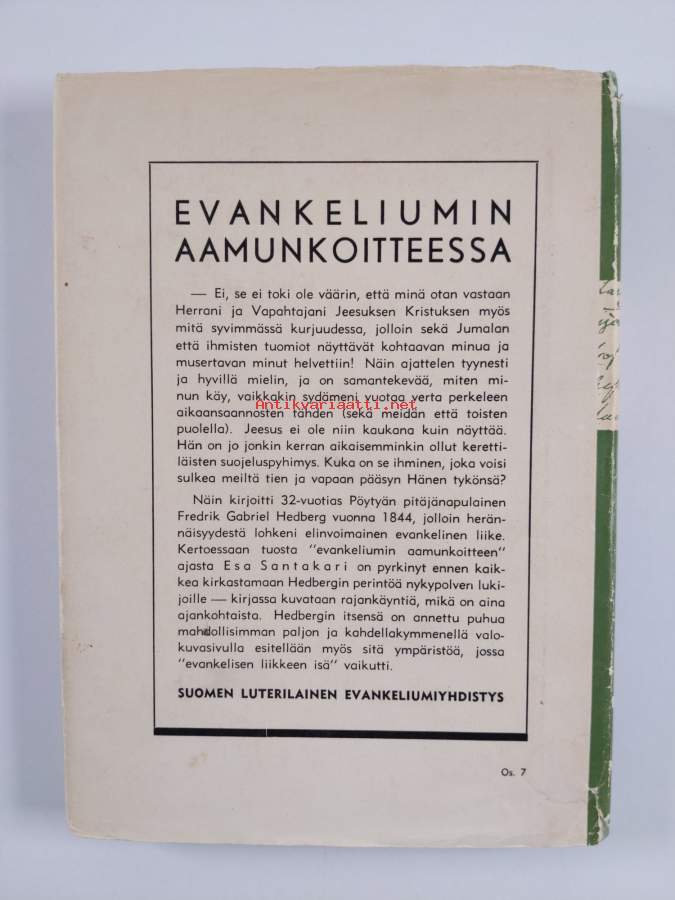 EVANKELIUMIN
AAMUNKOITTEESSA
— Ei, se ei toki ole väärin, että minä otan vastaan
Herrani ja Vapahtajani Jeesuksen Kristuksen myös
mitä syvimmässä kurjuudessa, jolloin sekä Jumalan
että ihmisten tuomiot näyttävät kohtaavan minua ja
musertavan minut helvettiin! Näin ajattelen tyynesti
ja hyvillä mielin, ja on samantekevää, miten mi-
nun käy, vaikkakin sydämeni vuotaa verta perkeleen
aikaansaannosten tähden (sekä meidän että toisten
puolella). Jeesus ei ole niin kaukana kuin näyttää.
Hän on jo jonkin kerran aikaisemminkin ollut keretti-
läisten suojeluspyhimys. Kuka on se ihminen, joka voisi
sulkea meiltä tien ja vapaan pääsyn Hänen tykönsä?
Näin kirjoitti 32-vuotias Pöytyän pitäjänapulainen
Fredrik Gabriel Hedberg vuonna 1844, jolloin herän-
näisyydestä lohkeni elinvoimainen evankelinen liike.
Kertoessaan tuosta "evankeliumin aamunkoitteen"
ajasta Esa Santakari on pyrkinyt ennen kaik-
kea kirkastamaan Hedbergin perintöä nykypolven luki-
joille — kirjassa kuvataan rajankäyntiä, mikä on aina
ajankohtaista. Hedbergin itsensä on annettu puhua
mahdollisimman paljon ja kahdellakymmenellä valo-
kuvasivulla esitellään myös sitä ympäristöä, jossa
"evankelisen liikkeen isä" vaikutti.
SUOMEN LUTERILAINEN EVANKELIUMIYHDISTYS
Os. 7
Antikvariaatti.net